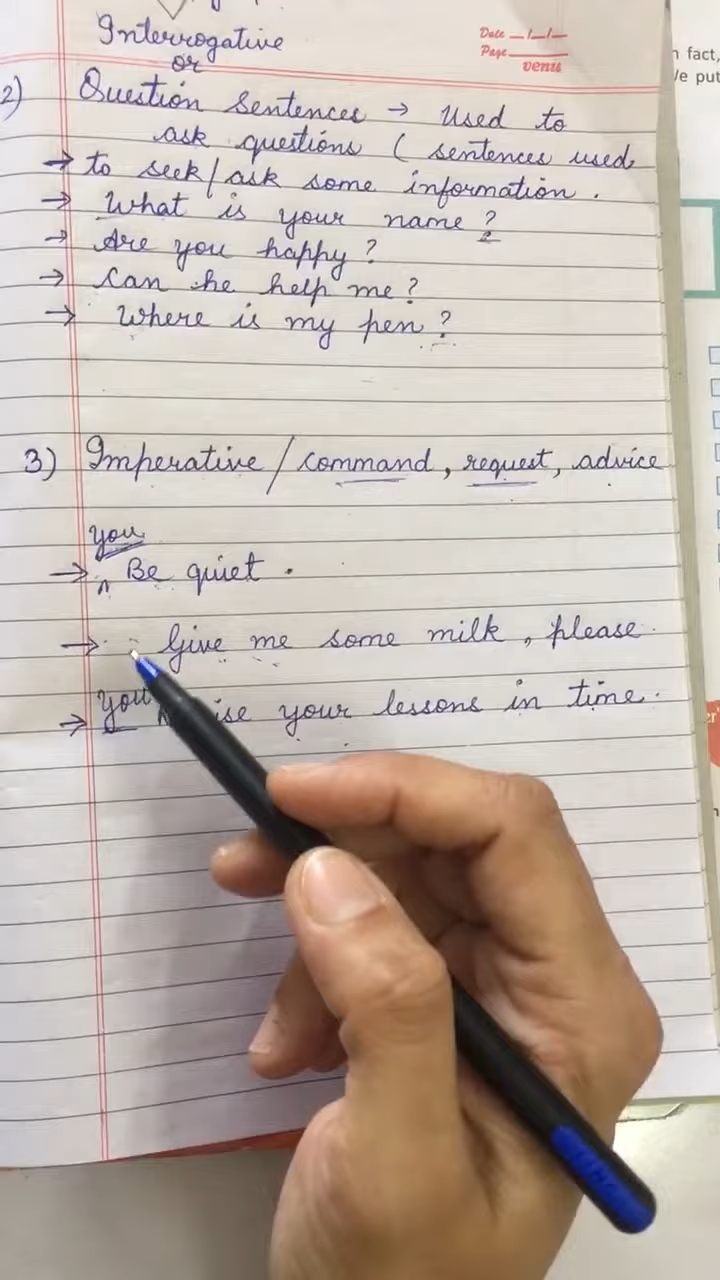 Interrogative
or
Date _/_/_
Page
venus
2) Question Sentences → Used to
ask questions ( sentences used
→ to seek/ask some information.
→ What is your name ?
→ Are you happy ?
→ Can he help me ?
→ Where is my pen ?
3) Imperative / command, request, advice
you
→ ^ Be quiet .
→ Give me some milk, please.
→ you your lessons in time.
n fact,
We put